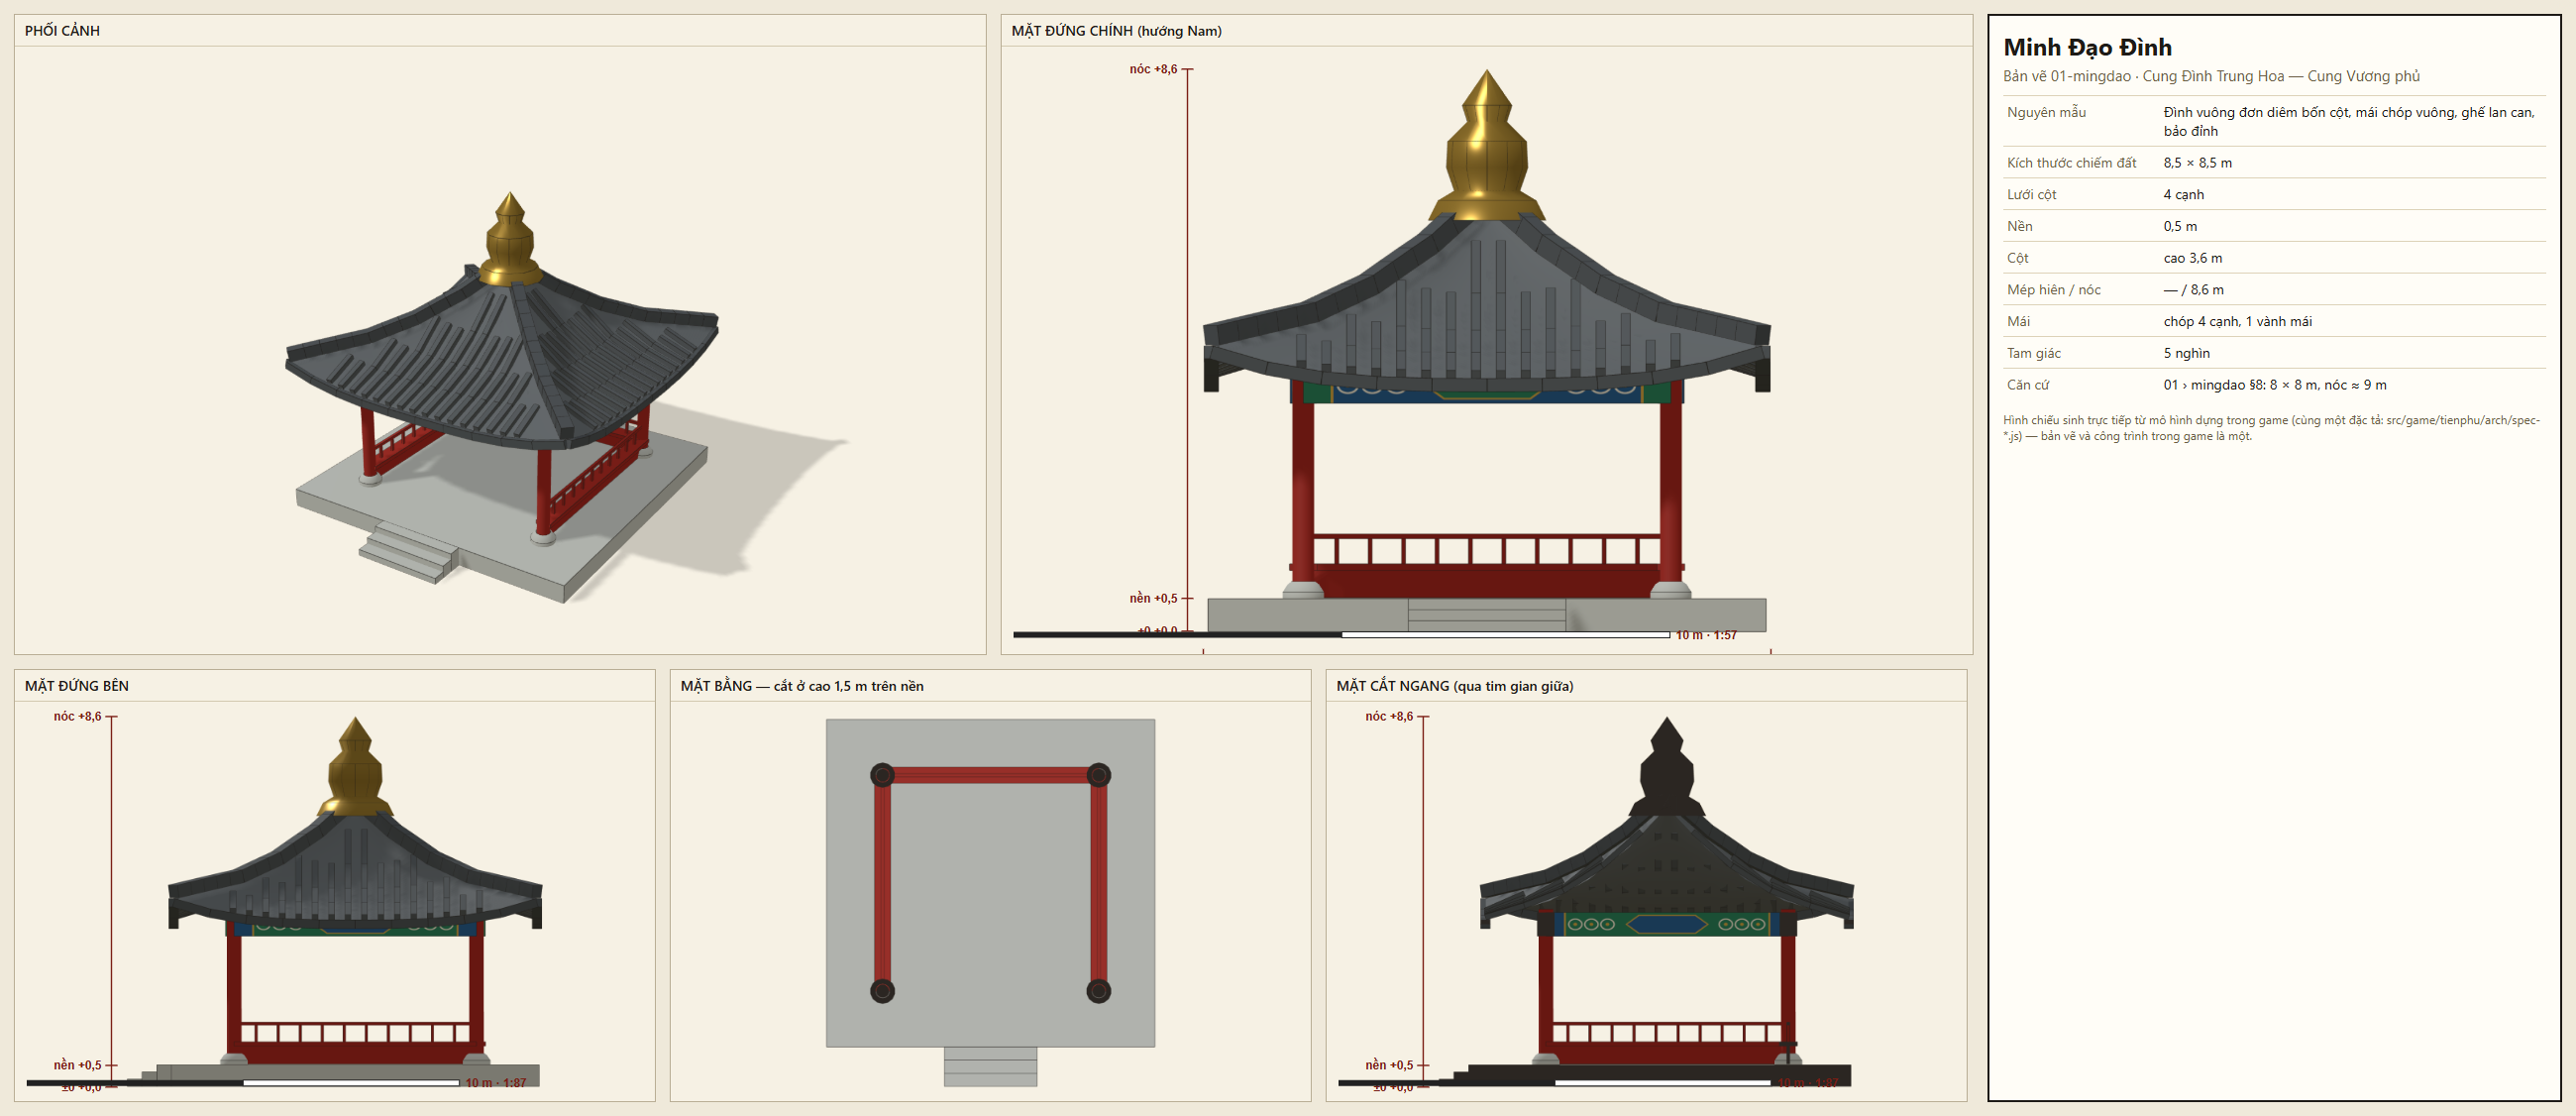 PHỐI CẢNH
MẶT ĐỨNG CHÍNH (hướng Nam)
nóc +8,6
nền +0,5
±0 +0,0
10 m · 1:57
MẶT ĐỨNG BÊN
nóc +8,6
nền +0,5
±0 +0,0
10 m · 1:87
MẶT BẰNG — cắt ở cao 1,5 m trên nền
MẶT CẮT NGANG (qua tim gian giữa)
nóc +8,6
nền +0,5
±0 +0,0
10 m · 1:87
Minh Đạo Đình
Bản vẽ 01-mingdao · Cung Đình Trung Hoa — Cung Vương phủ
Nguyên mẫu Đình vuông đơn diêm bốn cột, mái chóp vuông, ghế lan can,
bảo đỉnh
Kích thước chiếm đất 8,5 × 8,5 m
Lưới cột 4 cạnh
Nền 0,5 m
Cột cao 3,6 m
Mép hiên / nóc — / 8,6 m
Mái chóp 4 cạnh, 1 vành mái
Tam giác 5 nghìn
Căn cứ 01 › mingdao §8: 8 × 8 m, nóc ≈ 9 m
Hình chiếu sinh trực tiếp từ mô hình dựng trong game (cùng một đặc tả: src/game/tienphu/arch/spec-
*.js) — bản vẽ và công trình trong game là một.